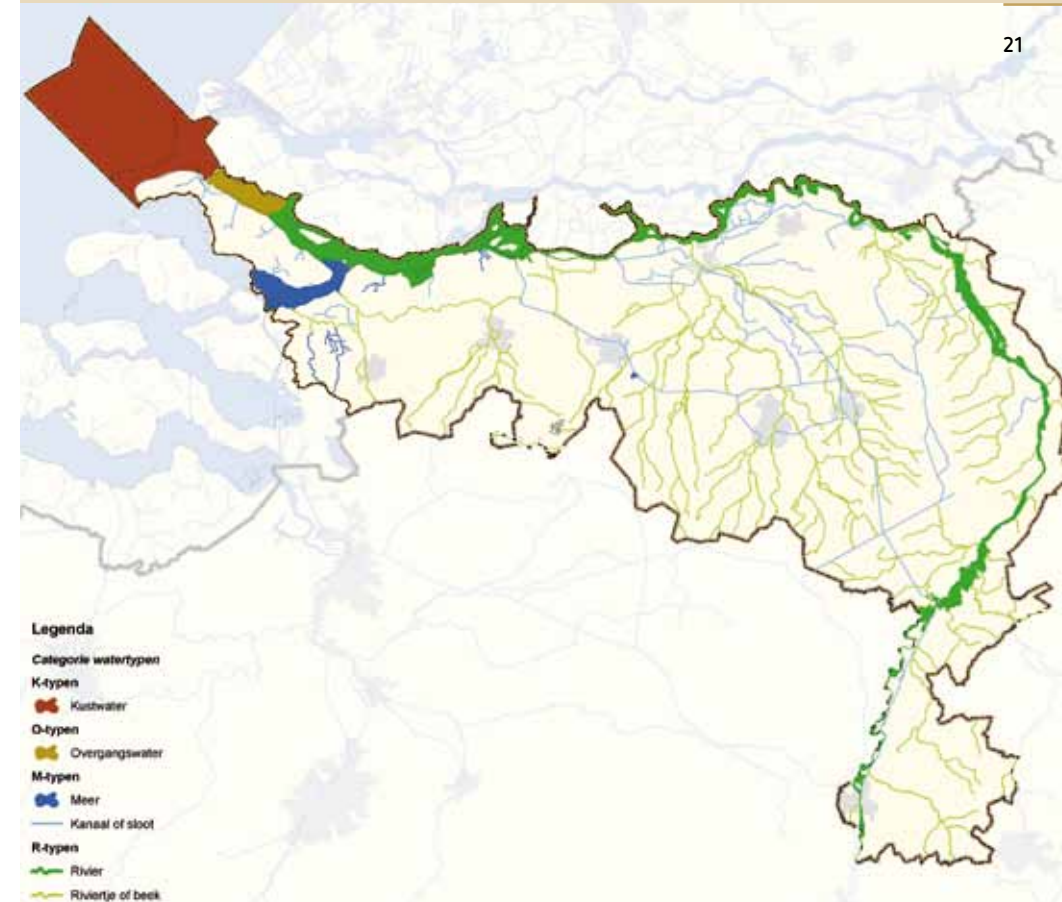 21
Legenda
Categorie watertypen
K-typen
Kustwater
O-typen
Overgangswater
M-typen
Meer
Kanaal of sloot
R-typen
Rivier
Riviertje of beek